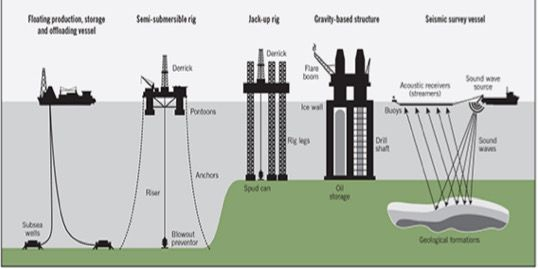 Floating production, storage
and offloading vessel
Semi-submersible rig
Jack-up rig
Gravity-based structure
Seismic survey vessel
Derrick
Derrick
Flare
boom
Sound wave
source
Acoustic receivers
(streamers)
Pontoons
Ice wall
Buoys
Rig legs
Drill
shaft
Sound
waves
Anchors
Riser
Spud can
Oil
storage
Subsea
wells
Blowout
preventor
Geological formations